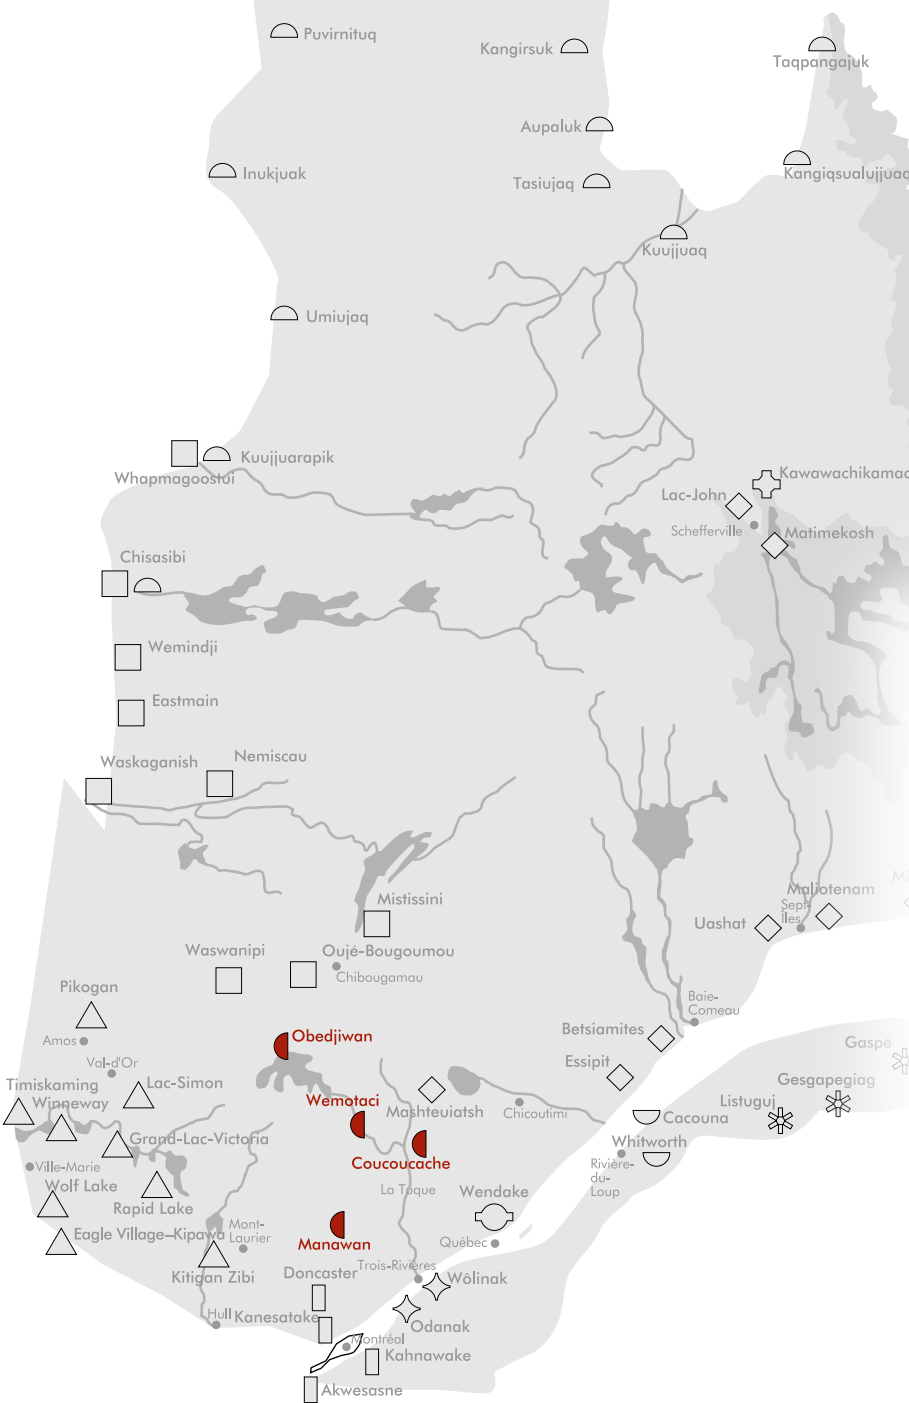 Puvirnituq
Kangirsuk
Taqpangajuk
Aupaluk
Inukjuak
Kangiqsualujjuaq
Tasiujaq
Kuujjuaq
Umiujaq
Kuujjuarapik
Whapmagoostui
Kawawachikamac
Lac-John
Schefferville
Matimekosh
Chisasibi
Wemindji
Eastmain
Nemiscau
Waskaganish
Mi
Maliotenam
Mistissini
Sept-
Îles
Uashat
Waswanipi
Oujé-Bougoumou
Chibougamau
Pikogan
Baie-
Comeau
Betsiamites
Obedjiwan
Amos
Gaspé
Val-d'Or
Essipit
Timiskaming
Lac-Simon
Gesgapegiag
Winneway
Wemotaci
Mashteuiatsh
Chicoutimi
Listuguj
Cacouna
Grand-Lac-Victoria
Whitworth
Ville-Marie
Coucoucache
Rivière-
du-
Loup
Wolf Lake
La Tuque
Wendake
Rapid Lake
Eagle Village–Kipawa
Mont-
Laurier
Manawan
Québec
Kitigan Zibi
Doncaster
Trois-Rivières
Wôlinak
Hull
Kanesatake
Odanak
Montréal
Kahnawake
Akwesasne